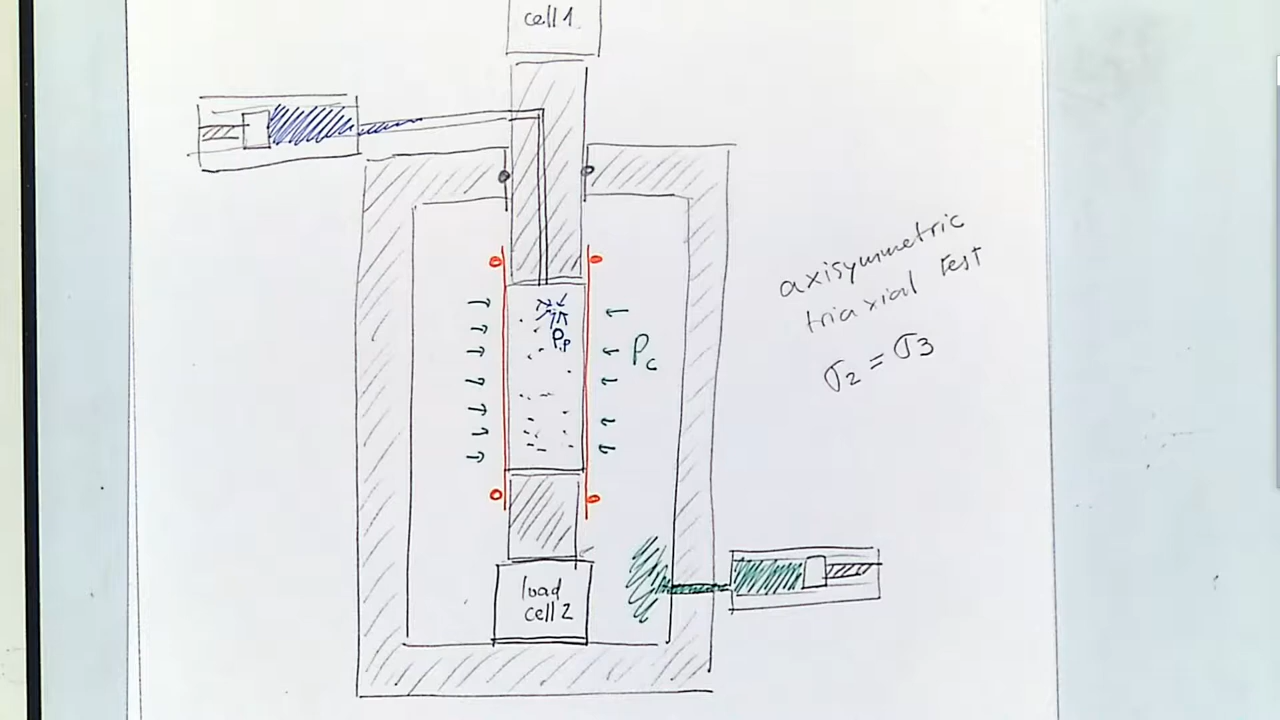 cell 1
axisymmetric
triaxial test
σ2 = σ3
Pp
Pc
load
cell 2